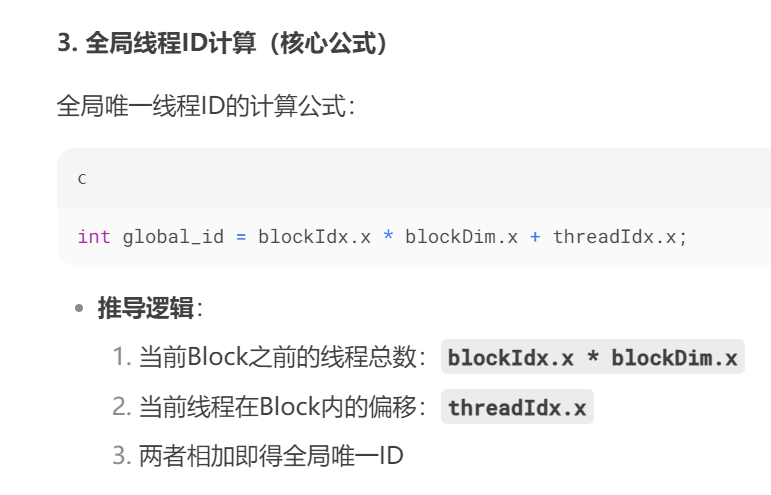 3. 全局线程ID计算（核心公式）
全局唯一线程ID的计算公式：
c
int global_id = blockIdx.x * blockDim.x + threadIdx.x;
• 推导逻辑：
1. 当前Block之前的线程总数： blockIdx.x * blockDim.x
2. 当前线程在Block内的偏移： threadIdx.x
3. 两者相加即得全局唯一ID